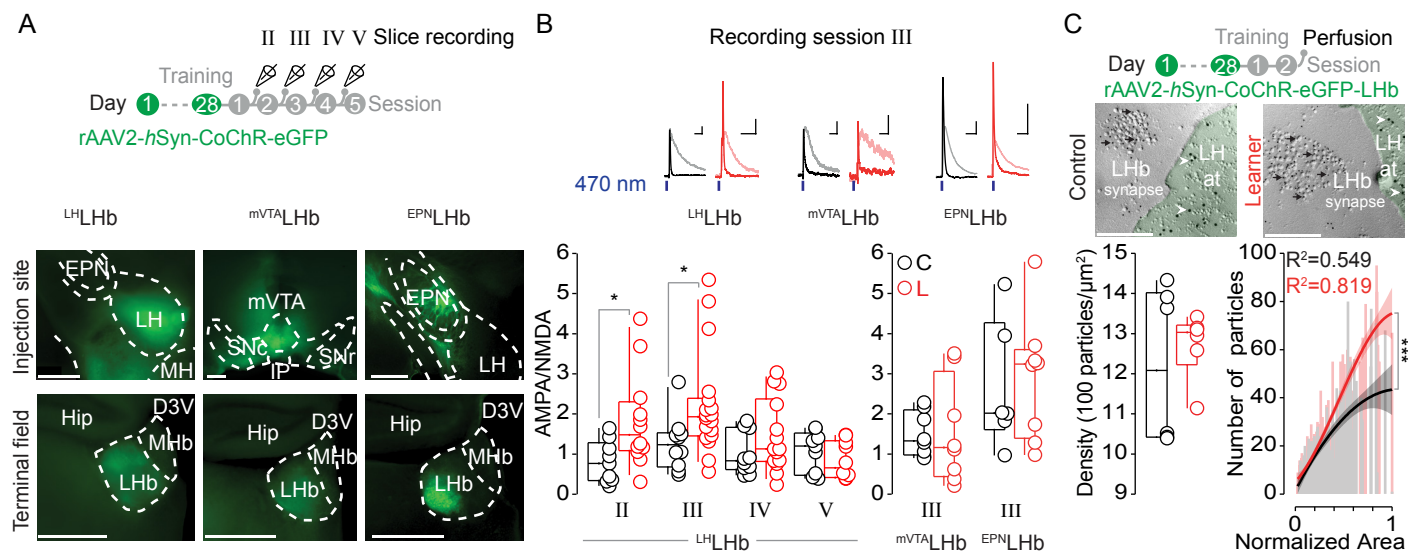 A
II III IV V Slice recording
Training
Day 1 28 1 2 3 4 5 Session
rAAV2-hSyn-CoChR-eGFP
LHLHb
mVTALHb
EPNLHb
Injection site
EPN
LH
MH
mVTA
SNc
SNr
IP
EPN
LH
Terminal field
Hip
D3V
MHb
LHb
Hip
D3V
MHb
LHb
D3V
MHb
LHb
B
Recording session III
470 nm
LHLHb
mVTALHb
EPNLHb
AMPA/NMDA
6
5
4
3
2
1
0
*
*
II
III
IV
V
LHLHb
6
5
4
3
2
1
0
C
L
III
III
mVTALHb
EPNLHb
C
Training
Perfusion
Day 1 28 1 2 Session
rAAV2-hSyn-CoChR-eGFP-LHb
Control
LHb
synapse
LH
at
Learner
LHb
synapse
LH
at
Density (100 particles/μm²)
15
14
13
12
11
10
9
Number of particles
100
80
60
40
20
0
R²=0.549
R²=0.819
***
0
1
Normalized Area